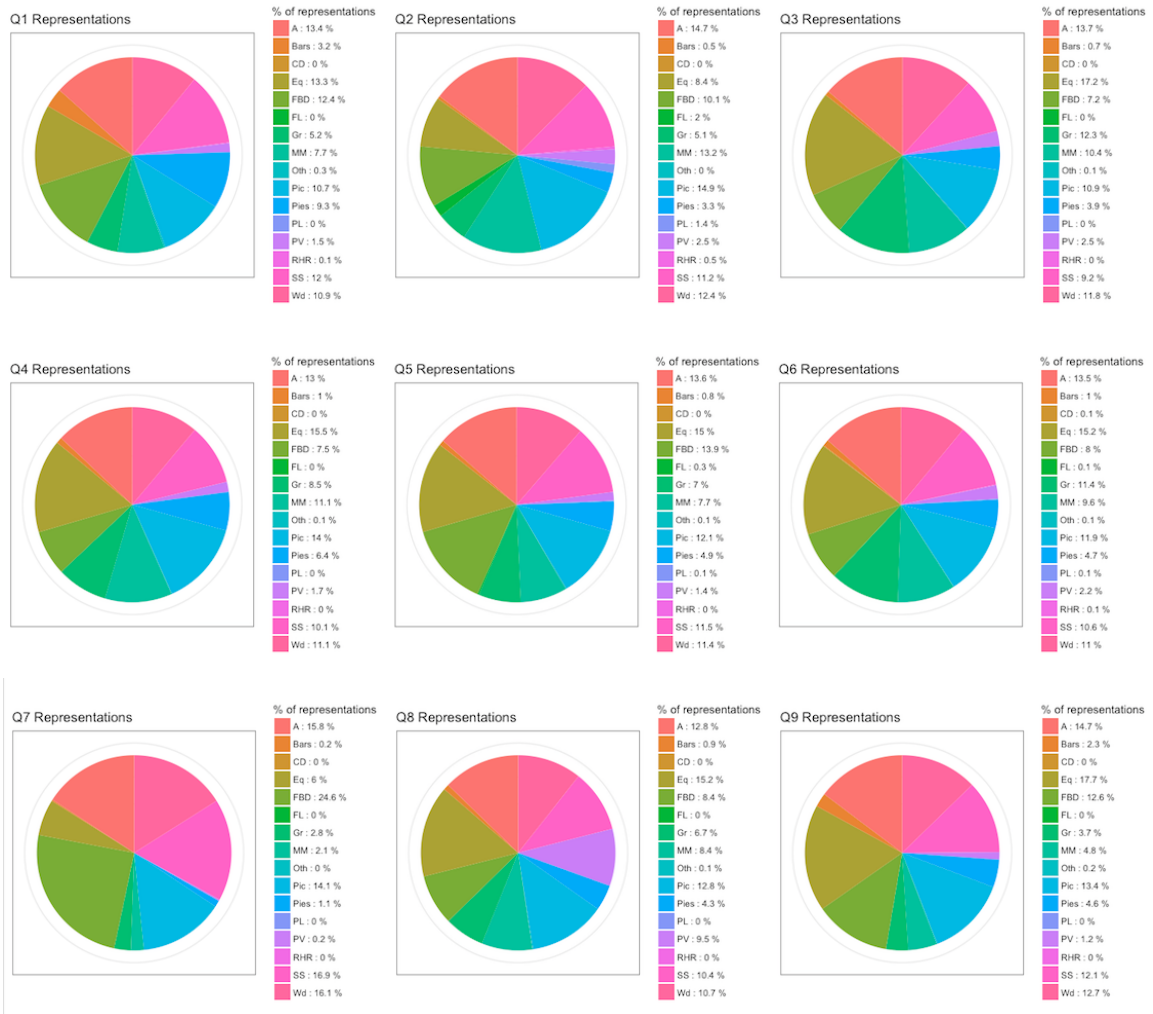 Q1 Representations
% of representations
A : 13.4 %
Bars : 3.2 %
CD : 0 %
Eq : 13.3 %
FBD : 12.4 %
FL : 0 %
Gr : 5.2 %
MM : 7.7 %
Oth : 0.3 %
Pic : 10.7 %
Pies : 9.3 %
PL : 0 %
PV : 1.5 %
RHR : 0.1 %
SS : 12 %
Wd : 10.9 %
Q2 Representations
% of representations
A : 14.7 %
Bars : 0.5 %
CD : 0 %
Eq : 8.4 %
FBD : 10.1 %
FL : 2 %
Gr : 5.1 %
MM : 13.2 %
Oth : 0 %
Pic : 14.9 %
Pies : 3.3 %
PL : 1.4 %
PV : 2.5 %
RHR : 0.5 %
SS : 11.2 %
Wd : 12.4 %
Q3 Representations
% of representations
A : 13.7 %
Bars : 0.7 %
CD : 0 %
Eq : 17.2 %
FBD : 7.2 %
FL : 0 %
Gr : 12.3 %
MM : 10.4 %
Oth : 0.1 %
Pic : 10.9 %
Pies : 3.9 %
PL : 0 %
PV : 2.5 %
RHR : 0 %
SS : 9.2 %
Wd : 11.8 %
Q4 Representations
% of representations
A : 13 %
Bars : 1 %
CD : 0 %
Eq : 15.5 %
FBD : 7.5 %
FL : 0 %
Gr : 8.5 %
MM : 11.1 %
Oth : 0.1 %
Pic : 14 %
Pies : 6.4 %
PL : 0 %
PV : 1.7 %
RHR : 0 %
SS : 10.1 %
Wd : 11.1 %
Q5 Representations
% of representations
A : 13.6 %
Bars : 0.8 %
CD : 0 %
Eq : 15 %
FBD : 13.9 %
FL : 0.3 %
Gr : 7 %
MM : 7.7 %
Oth : 0.1 %
Pic : 12.1 %
Pies : 4.9 %
PL : 0.1 %
PV : 1.4 %
RHR : 0 %
SS : 11.5 %
Wd : 11.4 %
Q6 Representations
% of representations
A : 13.5 %
Bars : 1 %
CD : 0.1 %
Eq : 15.2 %
FBD : 8 %
FL : 0.1 %
Gr : 11.4 %
MM : 9.6 %
Oth : 0.1 %
Pic : 11.9 %
Pies : 4.7 %
PL : 0.1 %
PV : 2.2 %
RHR : 0.1 %
SS : 10.6 %
Wd : 11 %
Q7 Representations
% of representations
A : 15.8 %
Bars : 0.2 %
CD : 0 %
Eq : 6 %
FBD : 24.6 %
FL : 0 %
Gr : 2.8 %
MM : 2.1 %
Oth : 0 %
Pic : 14.1 %
Pies : 1.1 %
PL : 0 %
PV : 0.2 %
RHR : 0 %
SS : 16.9 %
Wd : 16.1 %
Q8 Representations
% of representations
A : 12.8 %
Bars : 0.9 %
CD : 0 %
Eq : 15.2 %
FBD : 8.4 %
FL : 0 %
Gr : 6.7 %
MM : 8.4 %
Oth : 0.1 %
Pic : 12.8 %
Pies : 4.3 %
PL : 0 %
PV : 9.5 %
RHR : 0 %
SS : 10.4 %
Wd : 10.7 %
Q9 Representations
% of representations
A : 14.7 %
Bars : 2.3 %
CD : 0 %
Eq : 17.7 %
FBD : 12.6 %
FL : 0 %
Gr : 3.7 %
MM : 4.8 %
Oth : 0.2 %
Pic : 13.4 %
Pies : 4.6 %
PL : 0 %
PV : 1.2 %
RHR : 0 %
SS : 12.1 %
Wd : 12.7 %